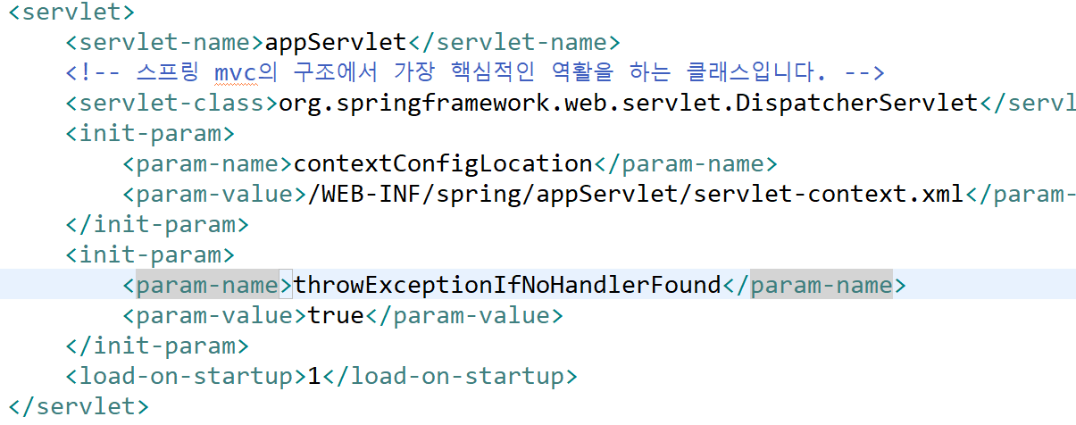 <servlet>
<servlet-name>appServlet</servlet-name>
<!-- 스프링 mvc의 구조에서 가장 핵심적인 역활을 하는 클래스입니다. -->
<servlet-class>org.springframework.web.servlet.DispatcherServlet</servl
<init-param>
<param-name>contextConfigLocation</param-name>
<param-value>/WEB-INF/spring/appServlet/servlet-context.xml</param-
</init-param>
<init-param>
<param-name>throwExceptionIfNoHandlerFound</param-name>
<param-value>true</param-value>
</init-param>
<load-on-startup>1</load-on-startup>
</servlet>